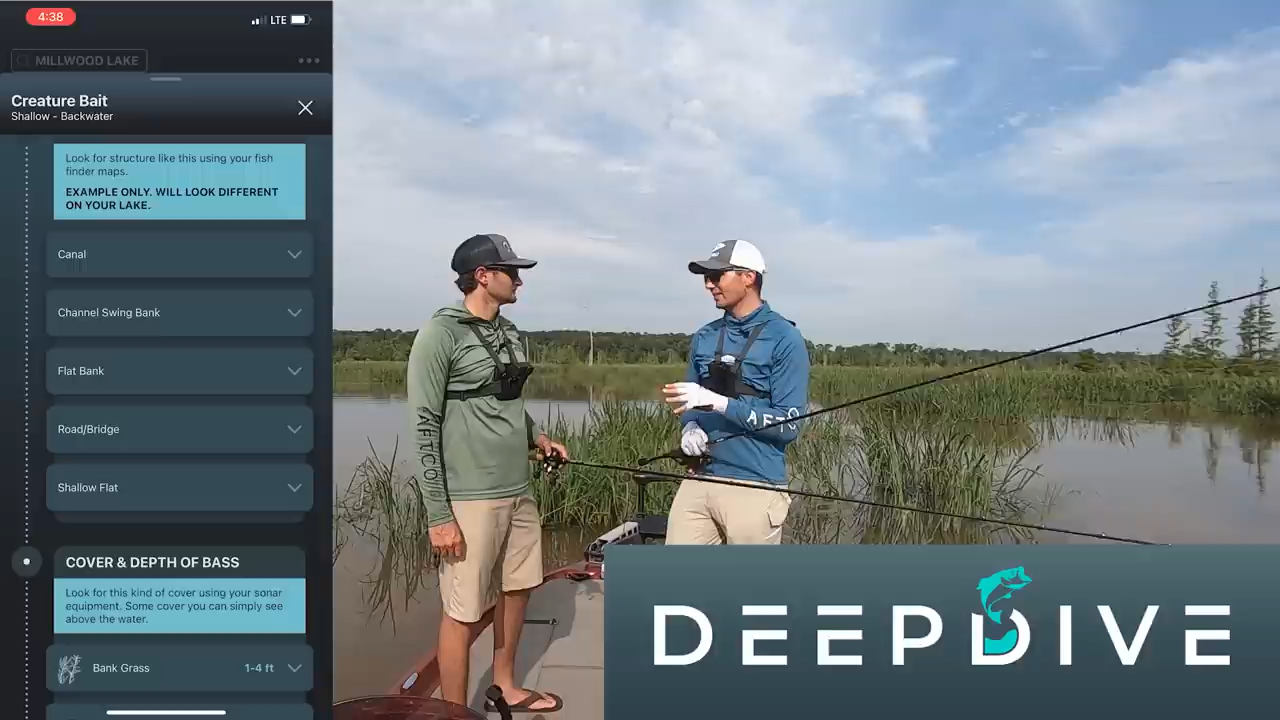 4:38
LTE
MILLWOOD LAKE
Creature Bait
Shallow - Backwater
Look for structure like this using your fish
finder maps.
EXAMPLE ONLY. WILL LOOK DIFFERENT
ON YOUR LAKE.
Canal
Channel Swing Bank
Flat Bank
Road/Bridge
Shallow Flat
COVER & DEPTH OF BASS
Look for this kind of cover using your sonar
equipment. Some cover you can simply see
above the water.
Bank Grass 1-4 ft
AFTCO
AFTCO
DEEPDIVE